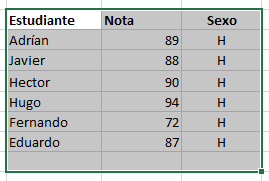 Estudiante Nota Sexo
Adrían 89 H
Javier 88 H
Hector 90 H
Hugo 94 H
Fernando 72 H
Eduardo 87 H